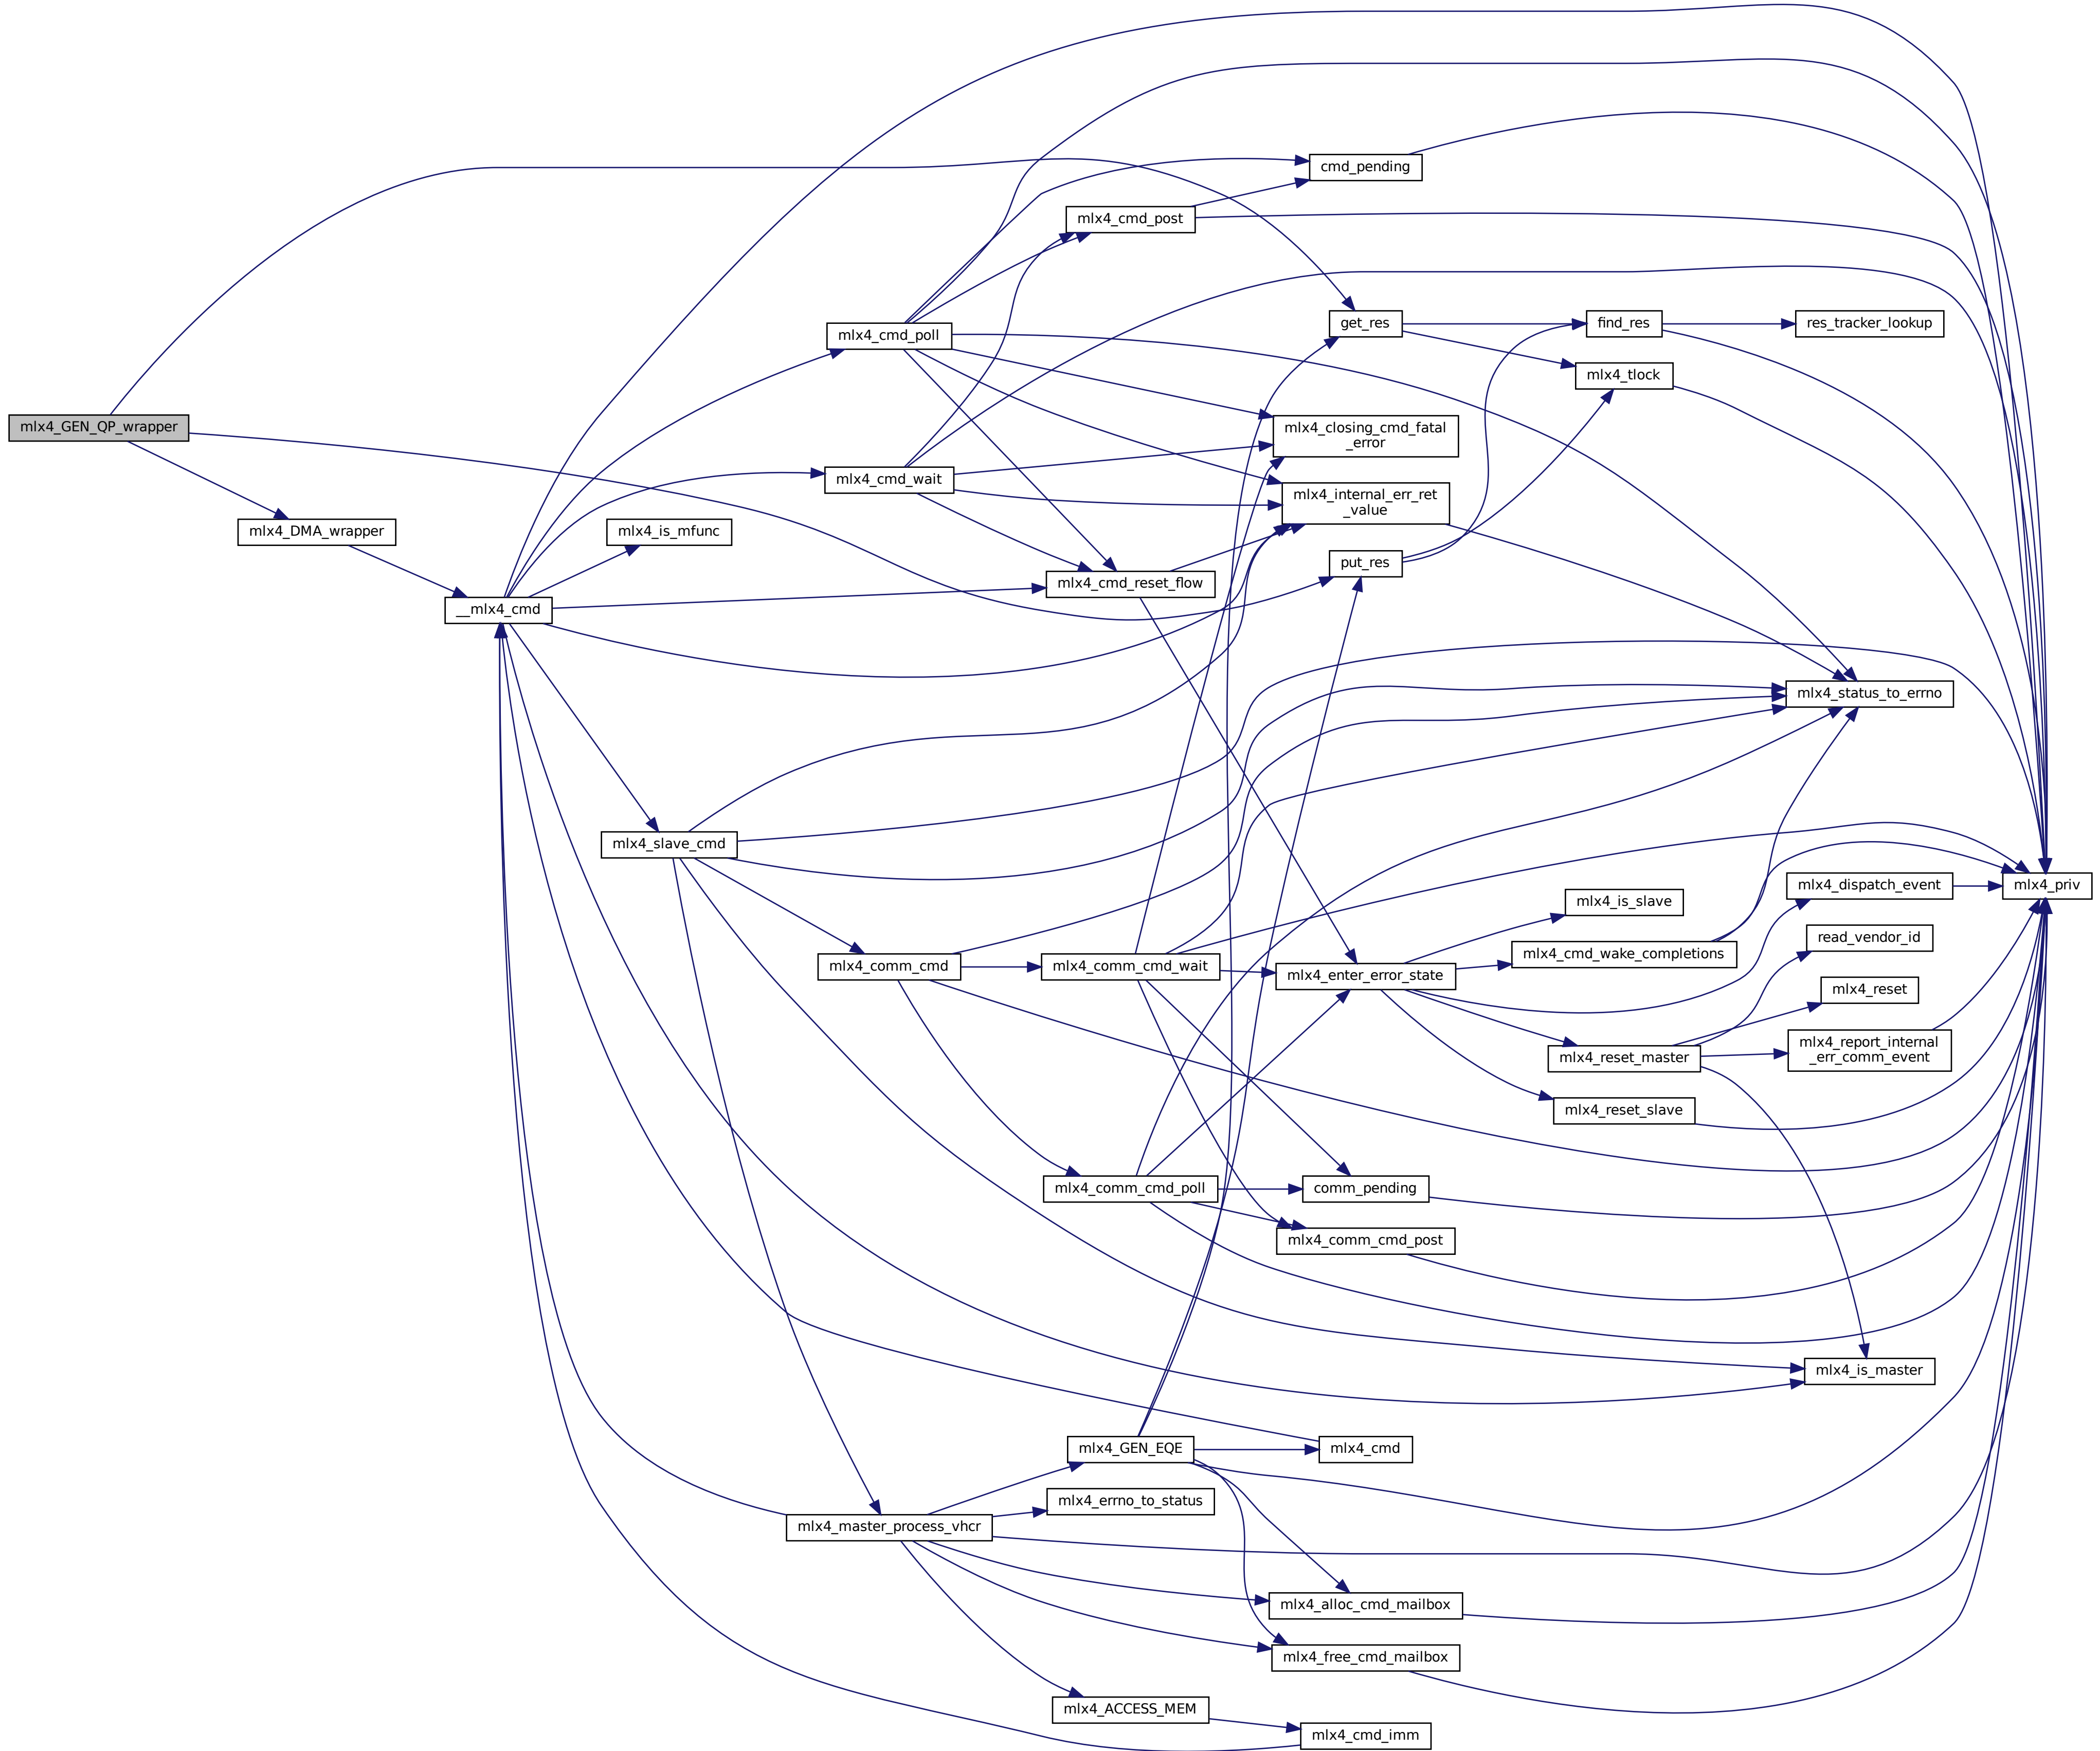 cmd_pending
mlx4_cmd_post
mlx4_cmd_poll
get_res
find_res
res_tracker_lookup
mlx4_tlock
mlx4_GEN_QP_wrapper
mlx4_closing_cmd_fatal
_error
mlx4_cmd_wait
mlx4_internal_err_ret
_value
mlx4_DMA_wrapper
mlx4_is_mfunc
put_res
mlx4_cmd_reset_flow
__mlx4_cmd
mlx4_status_to_errno
mlx4_slave_cmd
mlx4_dispatch_event
mlx4_priv
mlx4_is_slave
read_vendor_id
mlx4_cmd_wake_completions
mlx4_comm_cmd
mlx4_comm_cmd_wait
mlx4_enter_error_state
mlx4_reset
mlx4_report_internal
_err_comm_event
mlx4_reset_master
mlx4_reset_slave
mlx4_comm_cmd_poll
comm_pending
mlx4_comm_cmd_post
mlx4_is_master
mlx4_GEN_EQE
mlx4_cmd
mlx4_errno_to_status
mlx4_master_process_vhcr
mlx4_alloc_cmd_mailbox
mlx4_free_cmd_mailbox
mlx4_ACCESS_MEM
mlx4_cmd_imm